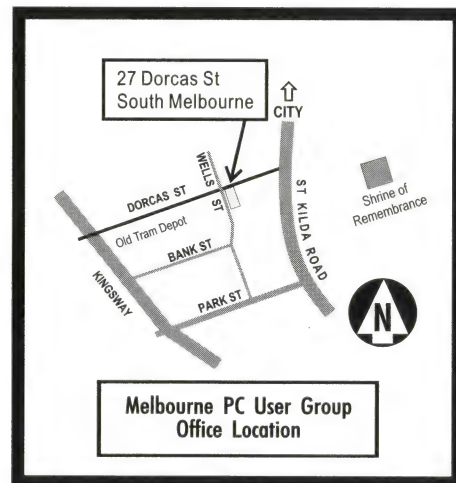 27 Dorcas St
South Melbourne
CITY
WELLS ST
DORCAS ST
ST KILDA ROAD
Shrine of
Remembrance
Old Tram Depot
BANK ST
KINGSWAY
PARK ST
N
Melbourne PC User Group
Office Location